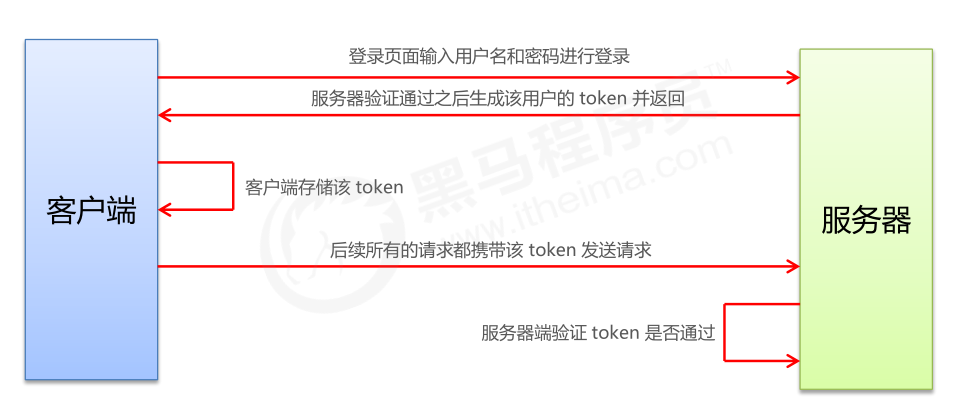 登录页面输入用户名和密码进行登录
服务器验证通过之后生成该用户的 token 并返回
客户端存储该 token
客户端
服务器
后续所有的请求都携带该 token 发送请求
服务器端验证 token 是否通过
黑马程序员™
www.itheima.com